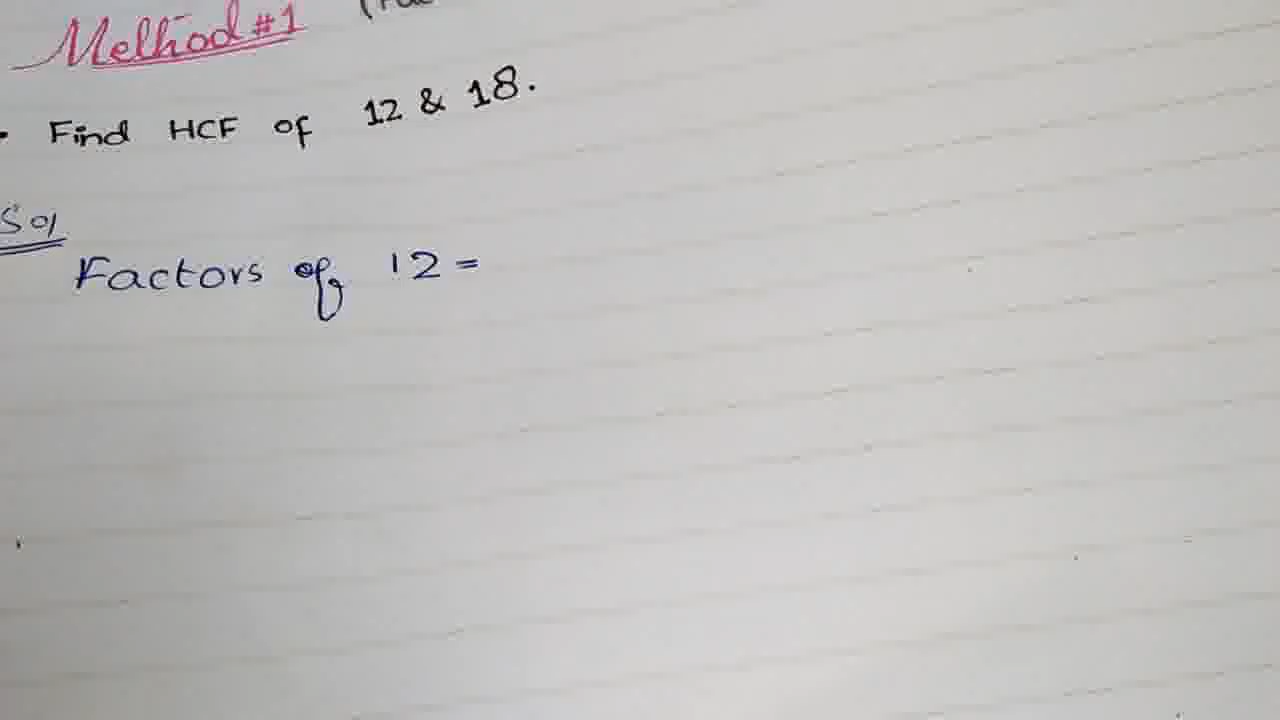 Method #1
• Find HCF of 12 & 18.
Sol
Factors of 12 =